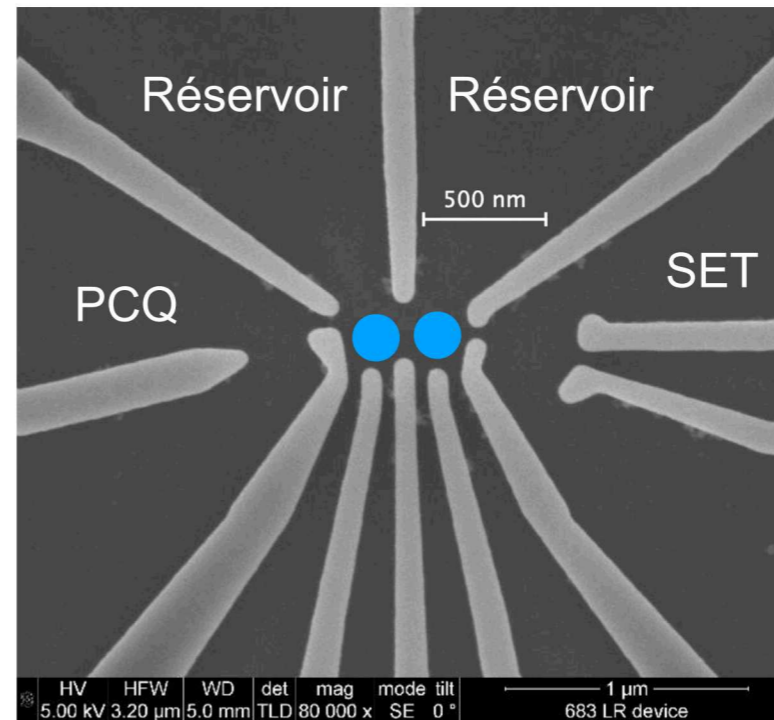 Réservoir Réservoir
500 nm
SET
PCQ
HV HFW WD det mag mode tilt 1 µm
5.00 kV 3.20 µm 5.0 mm TLD 80 000 x SE 0 ° 683 LR device